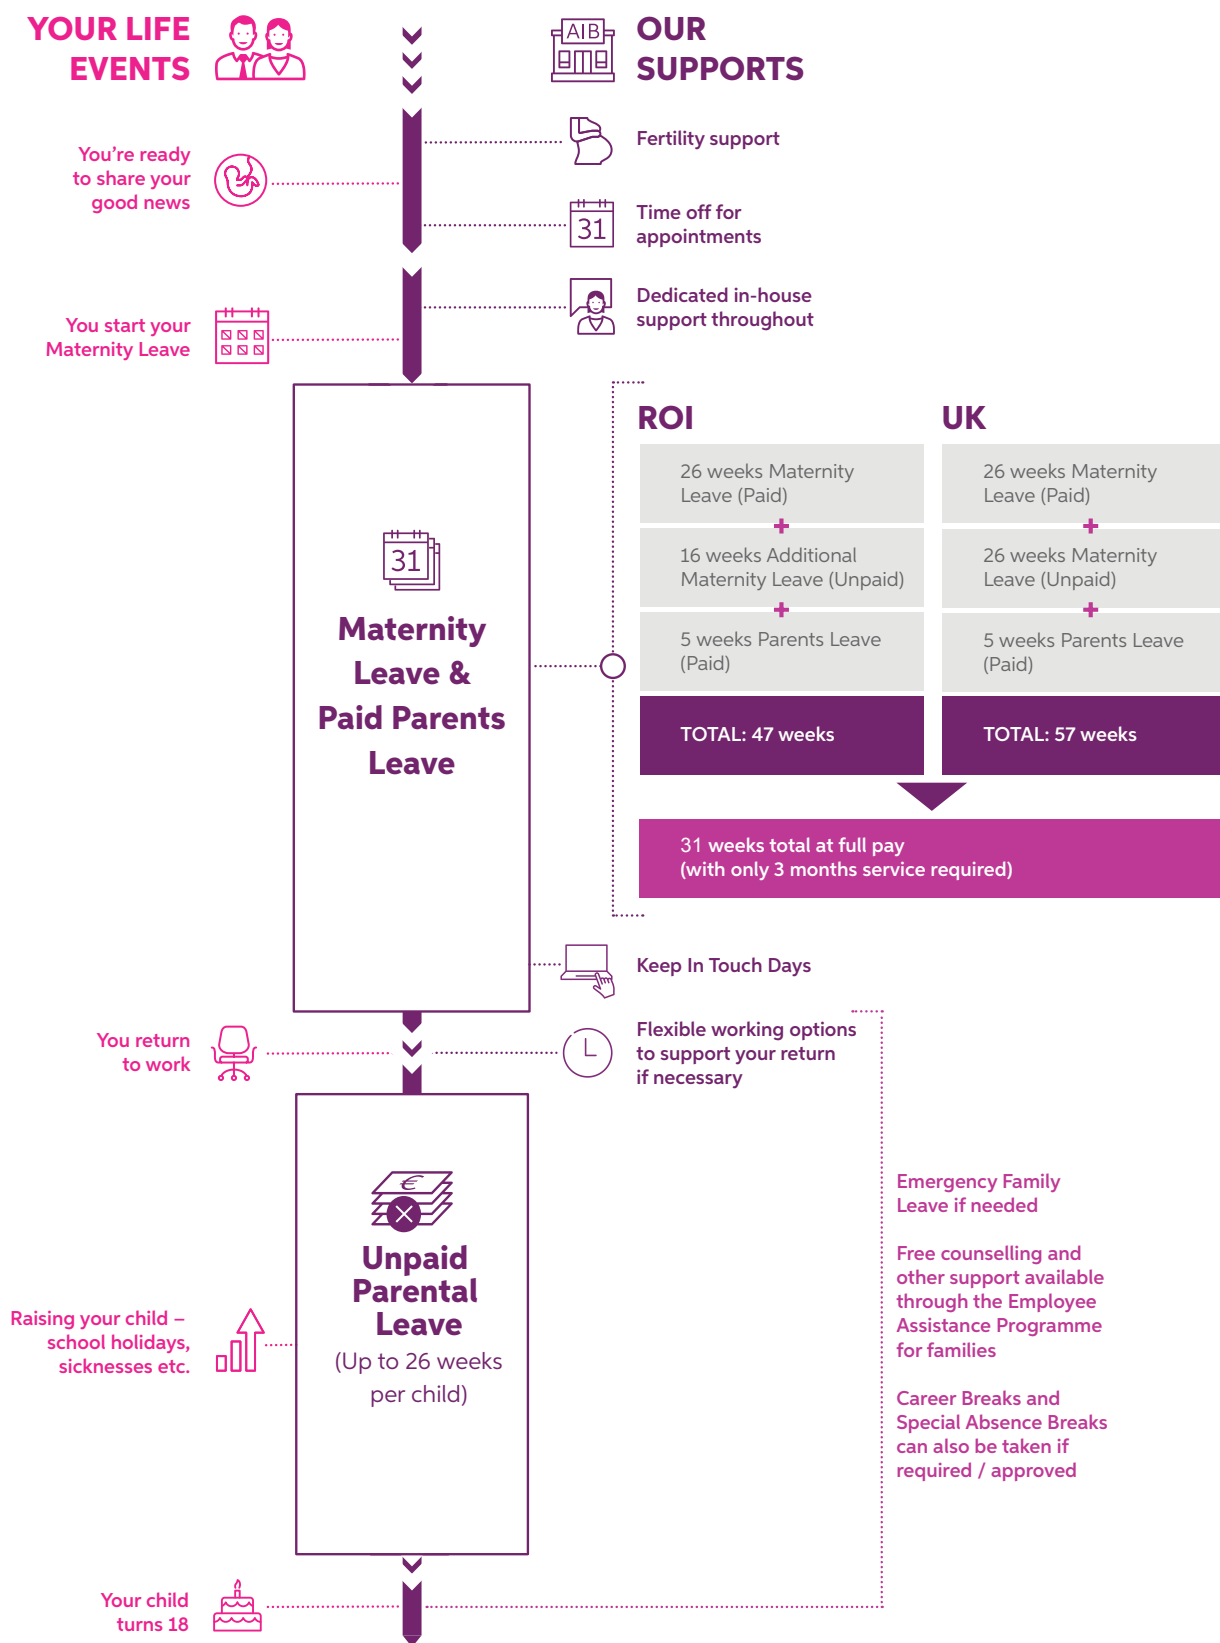 YOUR LIFE
EVENTS
AIB
OUR
SUPPORTS
Fertility support
You’re ready
to share your
good news
31
Time off for
appointments
Dedicated in-house
support throughout
You start your
Maternity Leave
31
Maternity
Leave &
Paid Parents
Leave
ROI
26 weeks Maternity
Leave (Paid)
+
16 weeks Additional
Maternity Leave (Unpaid)
+
5 weeks Parents Leave
(Paid)
TOTAL: 47 weeks
UK
26 weeks Maternity
Leave (Paid)
+
26 weeks Maternity
Leave (Unpaid)
+
5 weeks Parents Leave
(Paid)
TOTAL: 57 weeks
31 weeks total at full pay
(with only 3 months service required)
Keep In Touch Days
You return
to work
Flexible working options
to support your return
if necessary
€
Unpaid
Parental
Leave
(Up to 26 weeks
per child)
Raising your child –
school holidays,
sicknesses etc.
Emergency Family
Leave if needed
Free counselling and
other support available
through the Employee
Assistance Programme
for families
Career Breaks and
Special Absence Breaks
can also be taken if
required / approved
Your child
turns 18